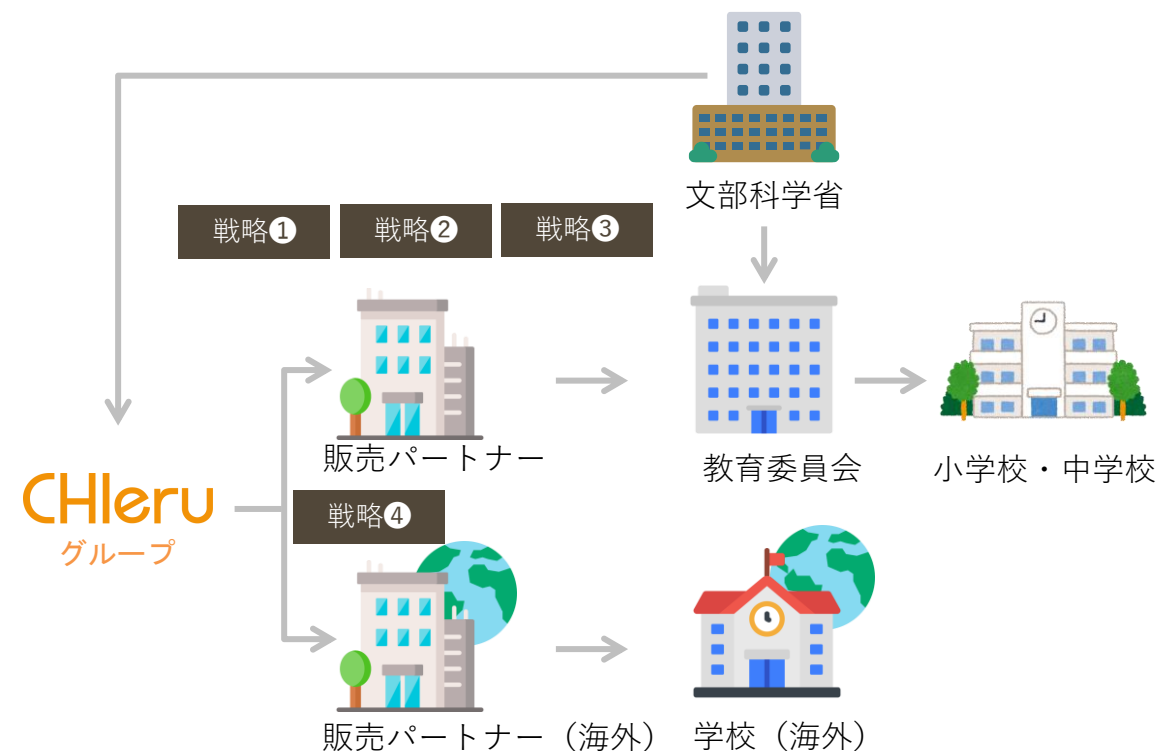 文部科学省
戦略❶ 戦略❷ 戦略❸
販売パートナー
教育委員会
小学校・中学校
CHIeru
グループ
戦略❹
販売パートナー（海外）
学校（海外）